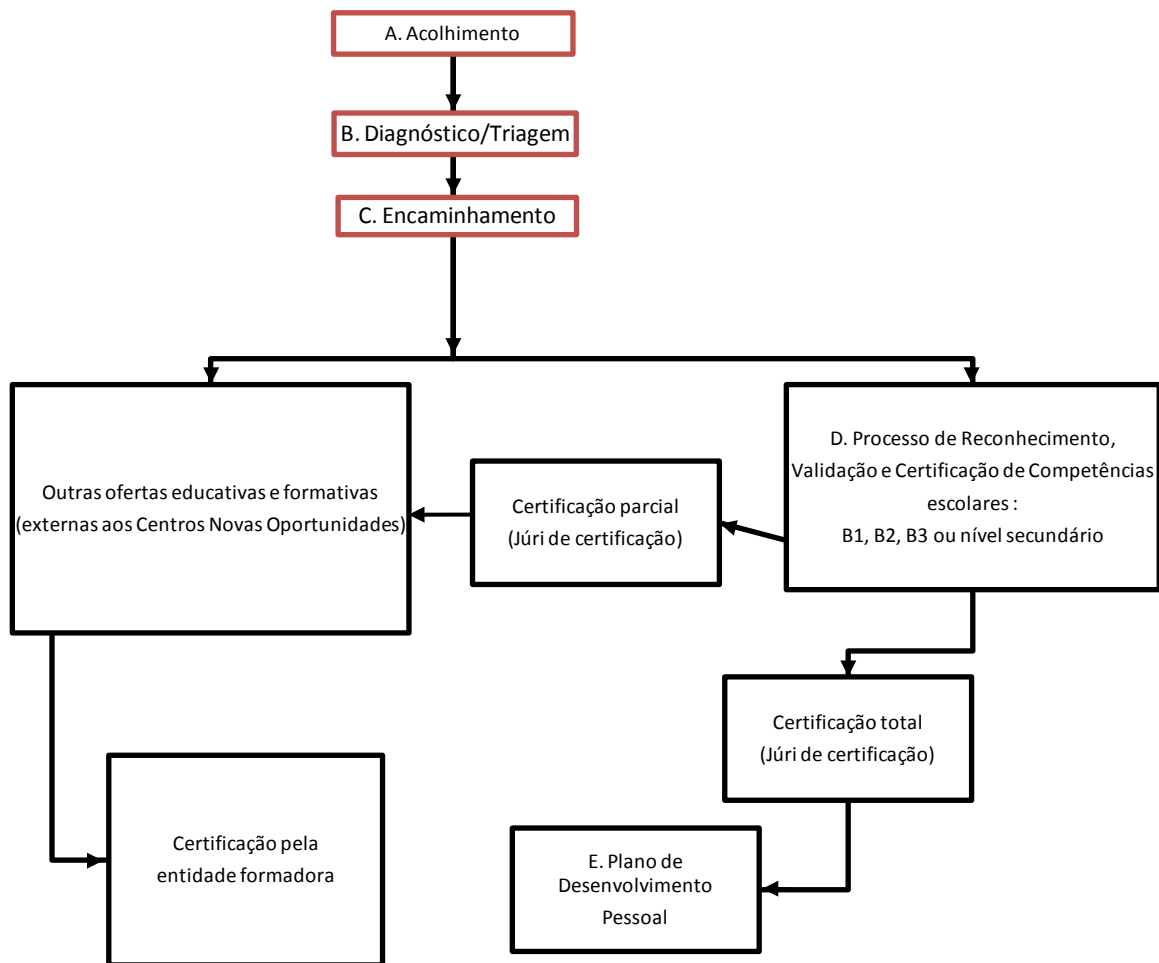 A. Acolhimento
B. Diagnóstico/Triagem
C. Encaminhamento
Outras ofertas educativas e formativas
(externas aos Centros Novas Oportunidades)
Certificação parcial
(Júri de certificação)
D. Processo de Reconhecimento,
Validação e Certificação de Competências
escolares :
B1, B2, B3 ou nível secundário
Certificação total
(Júri de certificação)
Certificação pela
entidade formadora
E. Plano de
Desenvolvimento
Pessoal